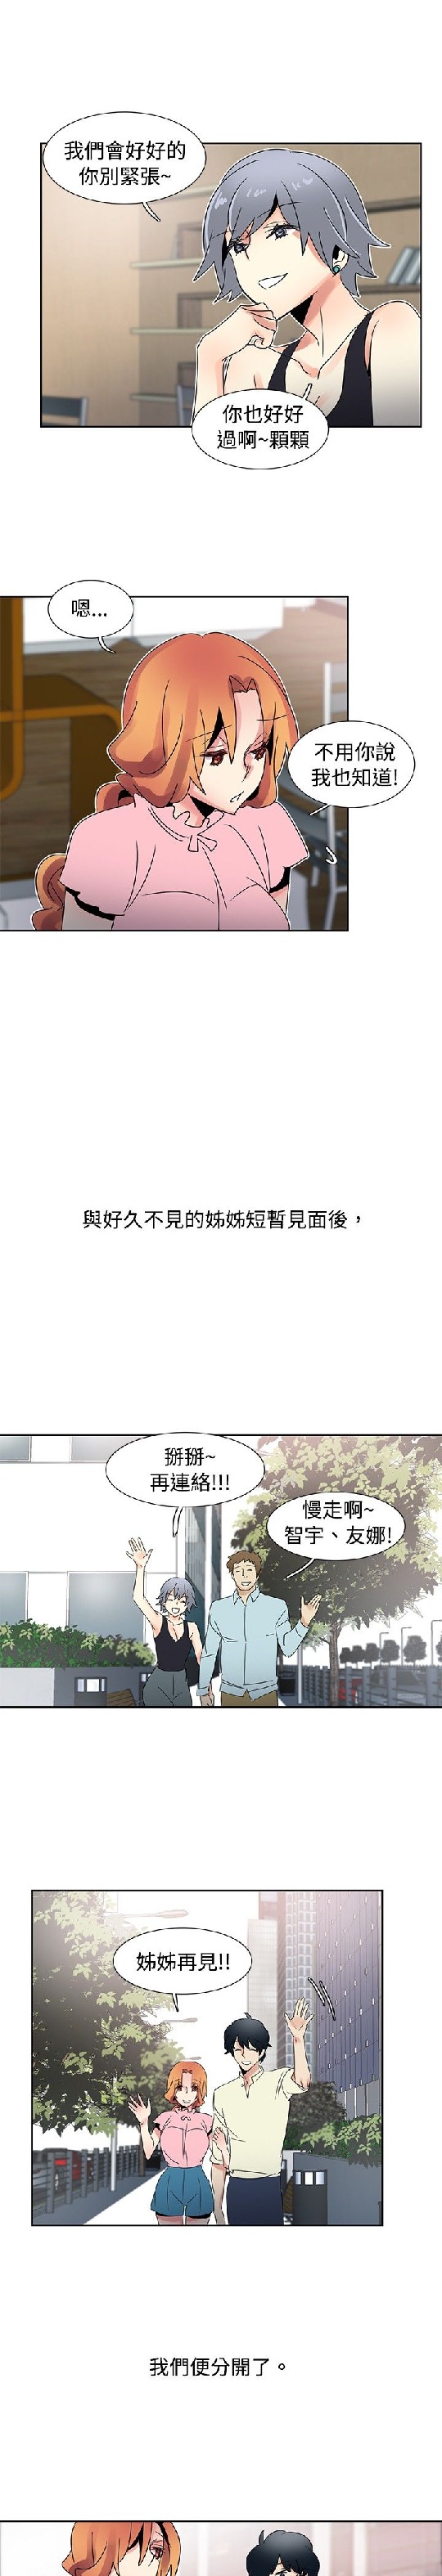 我們會好好的
你別緊張~
你也好好
過啊~顆顆
嗯...
不用你說
我也知道!
與好久不見的姊姊短暫見面後，
掰掰~
再連絡!!!
慢走啊~
智宇、友娜!
姊姊再見!!
我們便分開了。